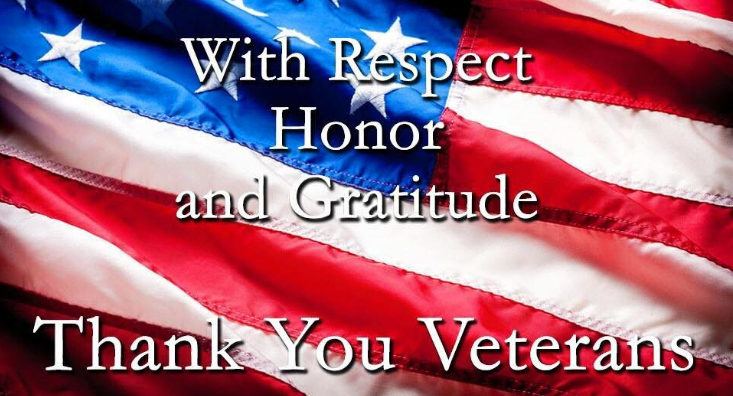 With Respect
Honor
and Gratitude
Thank You Veterans